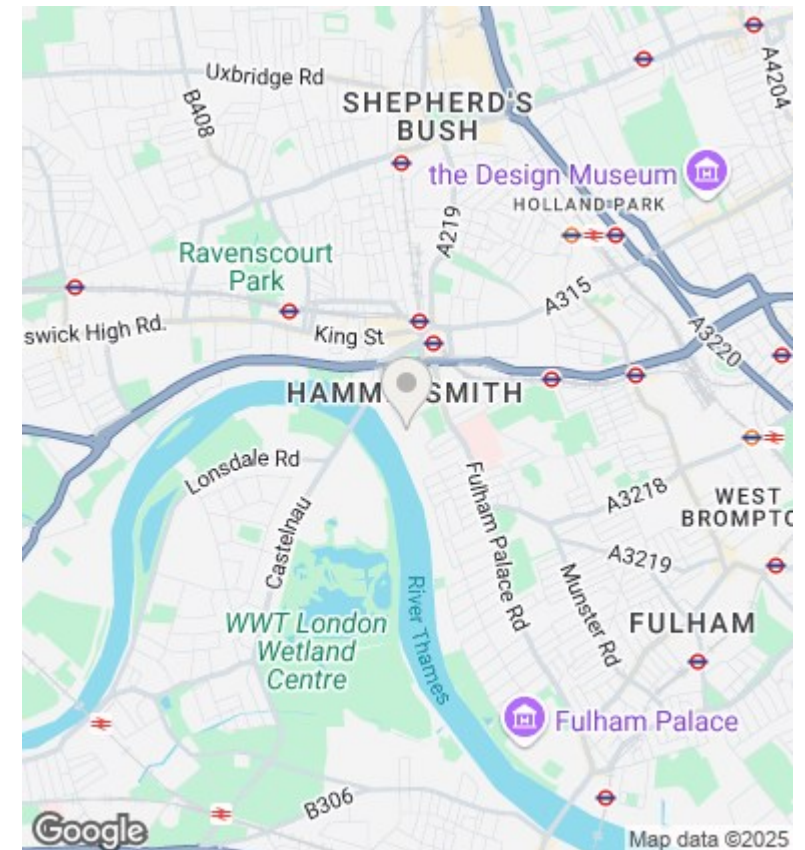 Uxbridge Rd
A4204
B408
SHEPHERD'S
BUSH
the Design Museum
HOLLAND PARK
A219
Ravenscourt
Park
A315
swick High Rd.
King St
A3220
HAMM
SMITH
Lonsdale Rd
Castelnau
Fulham Palace Rd
A3218
WEST
BROMPTO
A3219
River Thames
Munster Rd
WWT London
Wetland
Centre
FULHAM
Fulham Palace
B306
Google
Map data ©2025